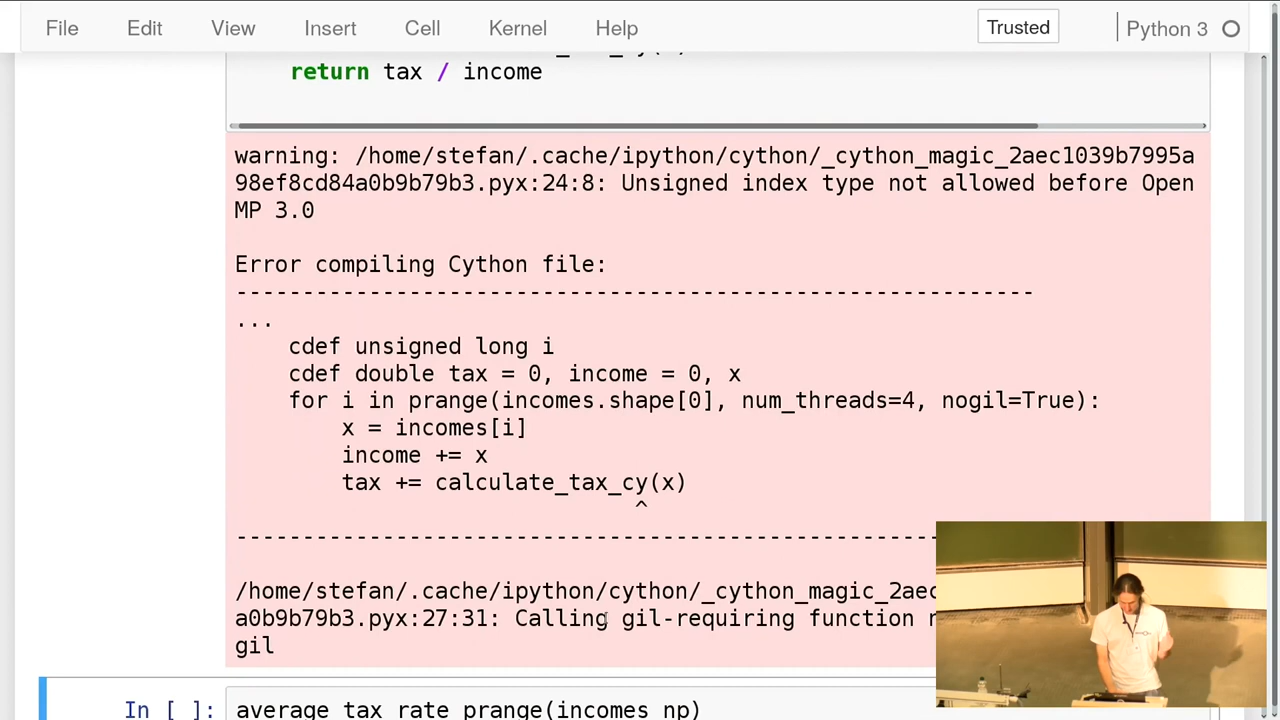 File Edit View Insert Cell Kernel Help Trusted Python 3
return tax / income
warning: /home/stefan/.cache/ipython/cython/_cython_magic_2aec1039b7995a
98ef8cd84a0b9b79b3.pyx:24:8: Unsigned index type not allowed before Open
MP 3.0
Error compiling Cython file:
------------------------------------------------------------
...
cdef unsigned long i
cdef double tax = 0, income = 0, x
for i in prange(incomes.shape[0], num_threads=4, nogil=True):
x = incomes[i]
income += x
tax += calculate_tax_cy(x)
^
------------------------------------------------------------
/home/stefan/.cache/ipython/cython/_cython_magic_2aec
a0b9b79b3.pyx:27:31: Calling gil-requiring function
gil
In [ ]: average_tax_rate_prange(incomes_np)